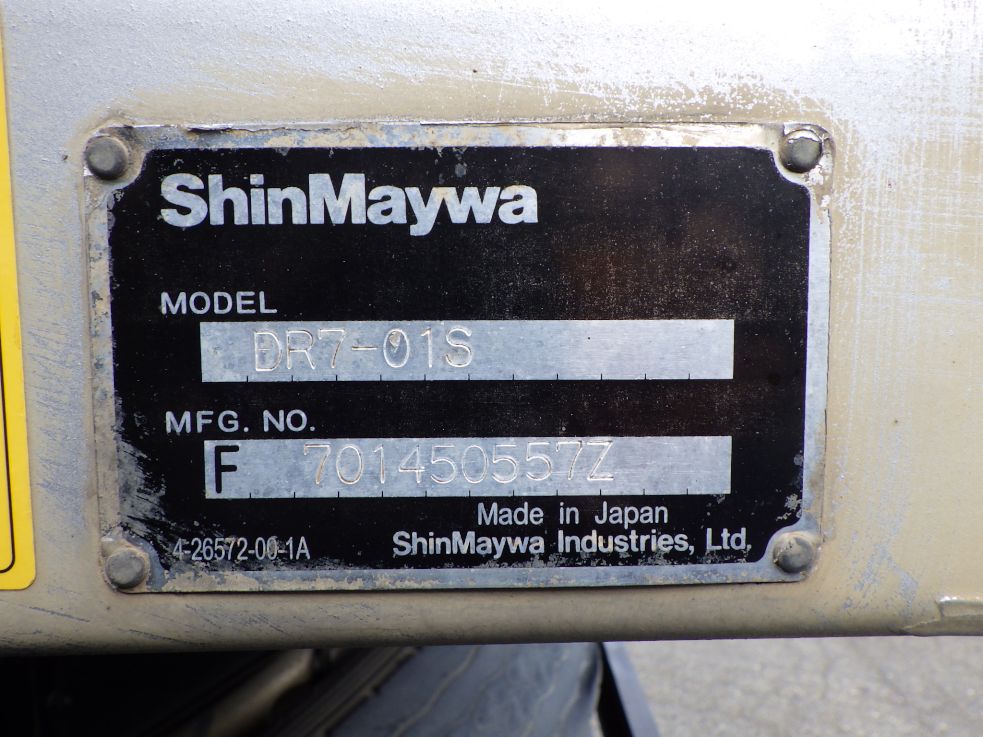 ShinMaywa
MODEL
DR7-01S
MFG. NO.
F 701450557Z
Made in Japan
4-26572-00-1A ShinMaywa Industries, Ltd.